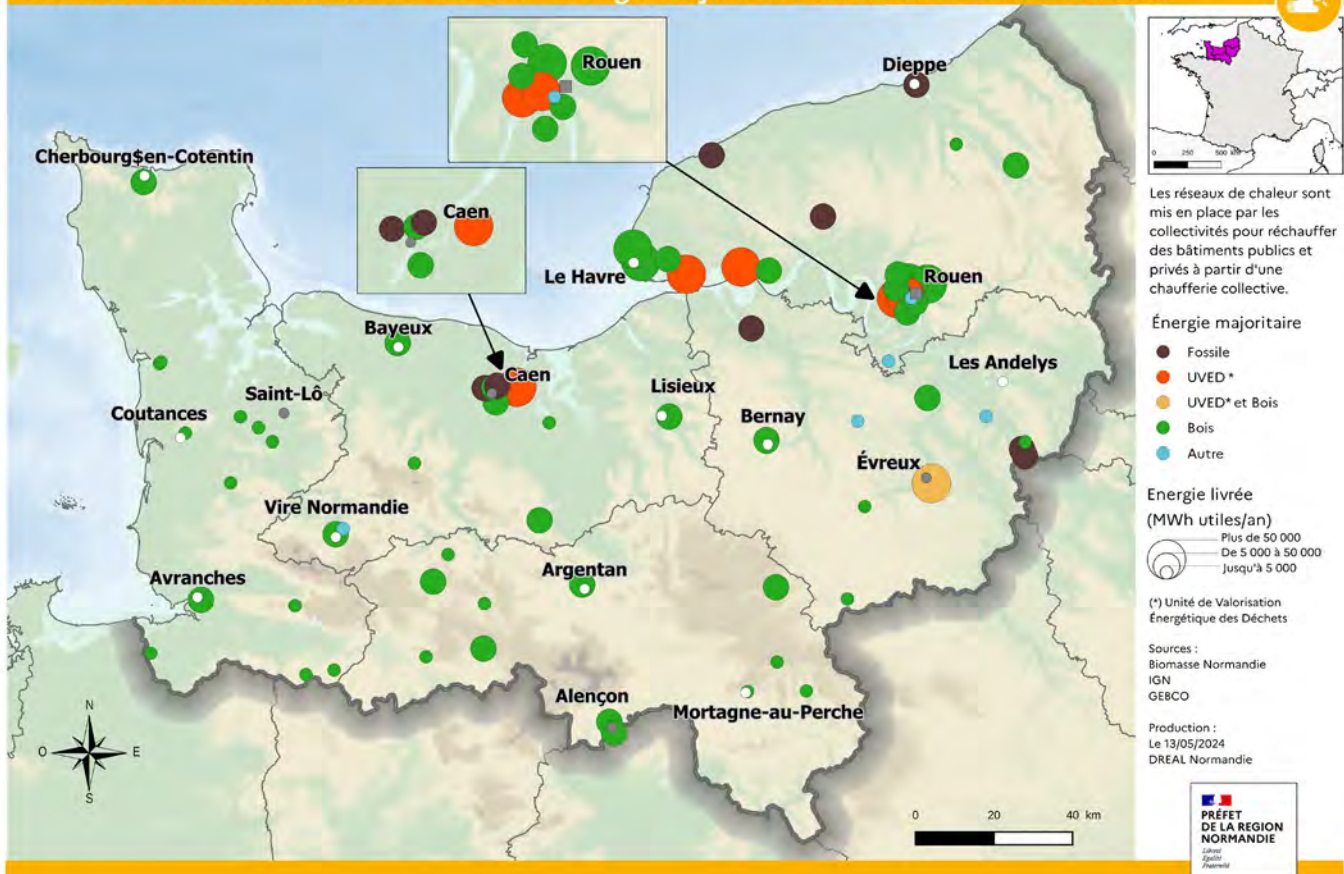 Rouen
Dieppe
Cherbourg$en-Cotentin
Caen
Le Havre
Rouen
Bayeux
Caen
Les Andelys
Lisieux
Saint-Lô
Coutances
Bernay
Évreux
Vire Normandie
Argentan
Avranches
Alençon
Mortagne-au-Perche
N
O E
S
0 20 40 km
0 250 500 km
Les réseaux de chaleur sont
mis en place par les
collectivités pour réchauffer
des bâtiments publics et
privés à partir d'une
chaufferie collective.
Énergie majoritaire
Fossile
UVED *
UVED* et Bois
Bois
Autre
Energie livrée
(MWh utiles/an)
Plus de 50 000
De 5 000 à 50 000
Jusqu'à 5 000
(*) Unité de Valorisation
Énergétique des Déchets
Sources :
Biomasse Normandie
IGN
GEBCO
Production :
Le 13/05/2024
DREAL Normandie
PRÉFET
DE LA REGION
NORMANDIE
Liberté
Égalité
Fraternité